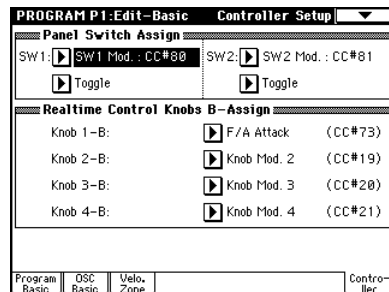 PROGRAM P1:Edit-Basic Controller Setup
Panel Switch Assign
SW1: SW1 Mod. : CC#80 SW2: SW2 Mod. : CC#81
Toggle Toggle
Realtime Control Knobs B-Assign
Knob 1-B: F/A Attack (CC#73)
Knob 2-B: Knob Mod. 2 (CC#19)
Knob 3-B: Knob Mod. 3 (CC#20)
Knob 4-B: Knob Mod. 4 (CC#21)
Program OSC Velo. Contro-
Basic Basic Zone ller